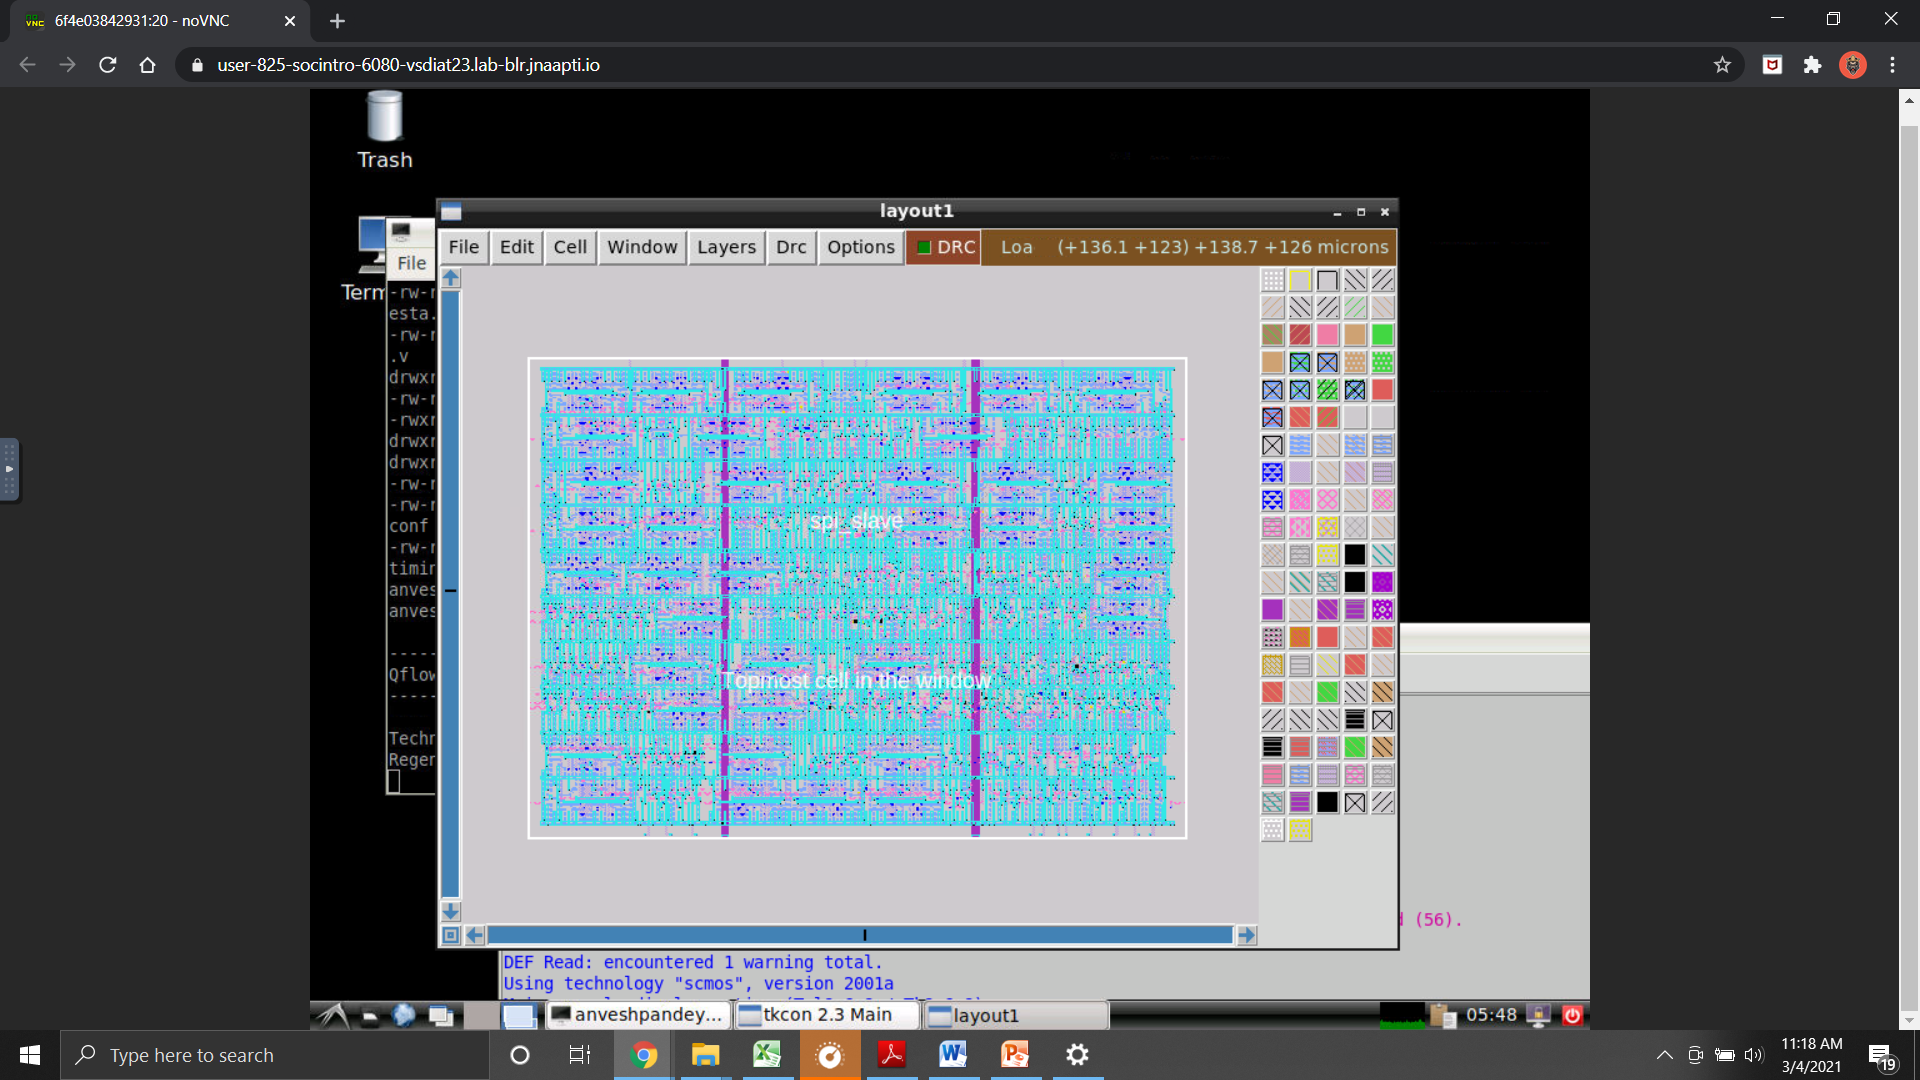 6f4e03842931:20 - noVNC
user-825-socintro-6080-vsdiat23.lab-blr.jnaapti.io
Trash
layout1
File Edit Cell Window Layers Drc Options DRC Loa (+136.1 +123) +138.7 +126 microns
File
-rw-r
esta.
-rw-r
.v
drwxr
-rw-r
-rwxr
drwxr
drwxr
-rw-r
-rw-r
conf
-rw-r
timin
anves
anves
-----
Qflow
-----
Techn
Regen
Term
spi_slave
Topmost cell in the window
(56).
DEF Read: encountered 1 warning total.
Using technology "scmos", version 2001a
anveshpandey... tkcon 2.3 Main layout1 05:48
Type here to search
11:18 AM
3/4/2021
19